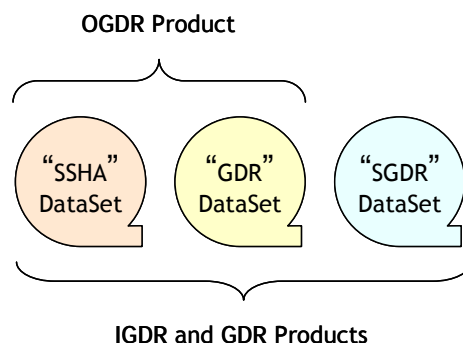 OGDR Product
“SSHA”
DataSet
“GDR”
DataSet
“SGDR”
DataSet
IGDR and GDR Products